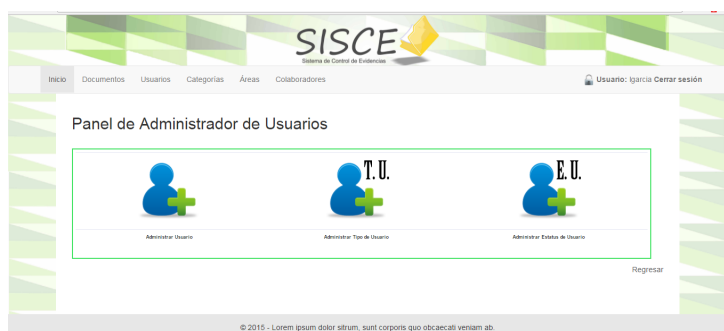 SISCE
Sistema de Control de Evidencias
Inicio Documentos Usuarios Categorías Áreas Colaboradores Usuario: lgarcia Cerrar sesión
Panel de Administrador de Usuarios
T. U. E. U.
Administrar Usuario Administrar Tipo de Usuario Administrar Estatus de Usuario
Regresar
© 2015 - Lorem ipsum dolor sitrum, sunt corporis quo obcaecati veniam ab.